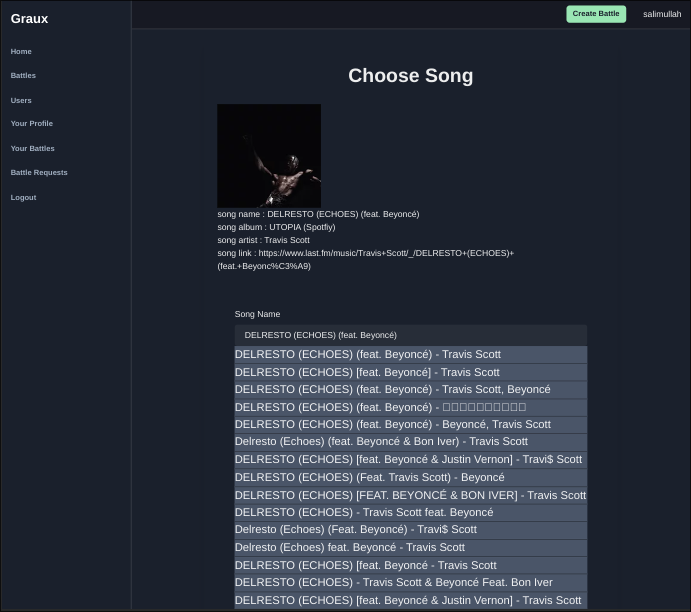 Graux
Create Battle
salimullah
Home
Battles
Users
Your Profile
Your Battles
Battle Requests
Logout
Choose Song
song name : DELRESTO (ECHOES) (feat. Beyoncé)
song album : UTOPIA (Spotfiy)
song artist : Travis Scott
song link : https://www.last.fm/music/Travis+Scott/_/DELRESTO+(ECHOES)+
(feat.+Beyonc%C3%A9)
Song Name
DELRESTO (ECHOES) (feat. Beyoncé)
DELRESTO (ECHOES) (feat. Beyoncé) - Travis Scott
DELRESTO (ECHOES) [feat. Beyoncé] - Travis Scott
DELRESTO (ECHOES) (feat. Beyoncé) - Travis Scott, Beyoncé
DELRESTO (ECHOES) (feat. Beyoncé) -
DELRESTO (ECHOES) (feat. Beyoncé) - Beyoncé, Travis Scott
Delresto (Echoes) (feat. Beyoncé & Bon Iver) - Travis Scott
DELRESTO (ECHOES) [feat. Beyoncé & Justin Vernon] - Travi$ Scott
DELRESTO (ECHOES) (Feat. Travis Scott) - Beyoncé
DELRESTO (ECHOES) [FEAT. BEYONCÉ & BON IVER] - Travis Scott
DELRESTO (ECHOES) - Travis Scott feat. Beyoncé
Delresto (Echoes) (Feat. Beyoncé) - Travi$ Scott
Delresto (Echoes) feat. Beyoncé - Travis Scott
DELRESTO (ECHOES) [feat. Beyoncé - Travis Scott
DELRESTO (ECHOES) - Travis Scott & Beyoncé Feat. Bon Iver
DELRESTO (ECHOES) [feat. Beyoncé & Justin Vernon] - Travis Scott